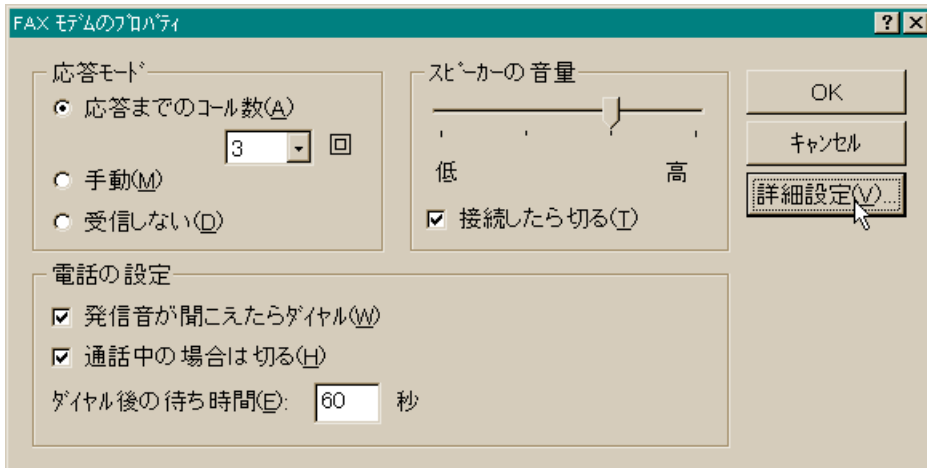 FAX ﾓﾃﾞﾑのﾌﾟﾛﾊﾟﾃｨ
応答ﾓｰﾄﾞ
応答までのｺｰﾙ数(A)
3 回
手動(M)
受信しない(D)
ｽﾋﾟｰｶｰの音量
低 高
接続したら切る(T)
OK
ｷｬﾝｾﾙ
詳細設定(V)...
電話の設定
発信音が聞こえたらﾀﾞｲﾔﾙ(W)
通話中の場合は切る(H)
ﾀﾞｲﾔﾙ後の待ち時間(E): 60 秒